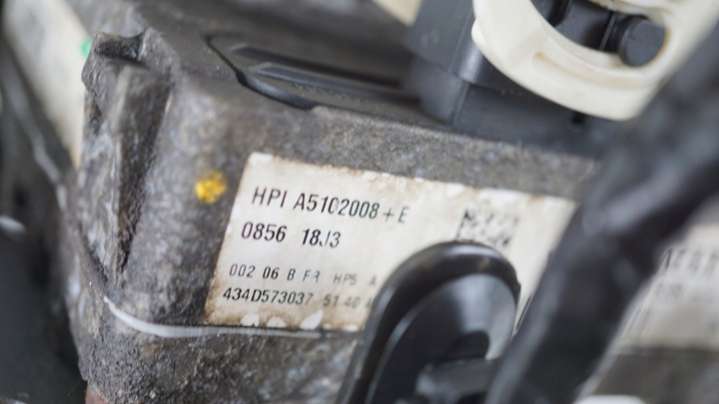 HPI A5102008+E
0856 18J3
002 06 B FR HP5 A
434D573037 51 40